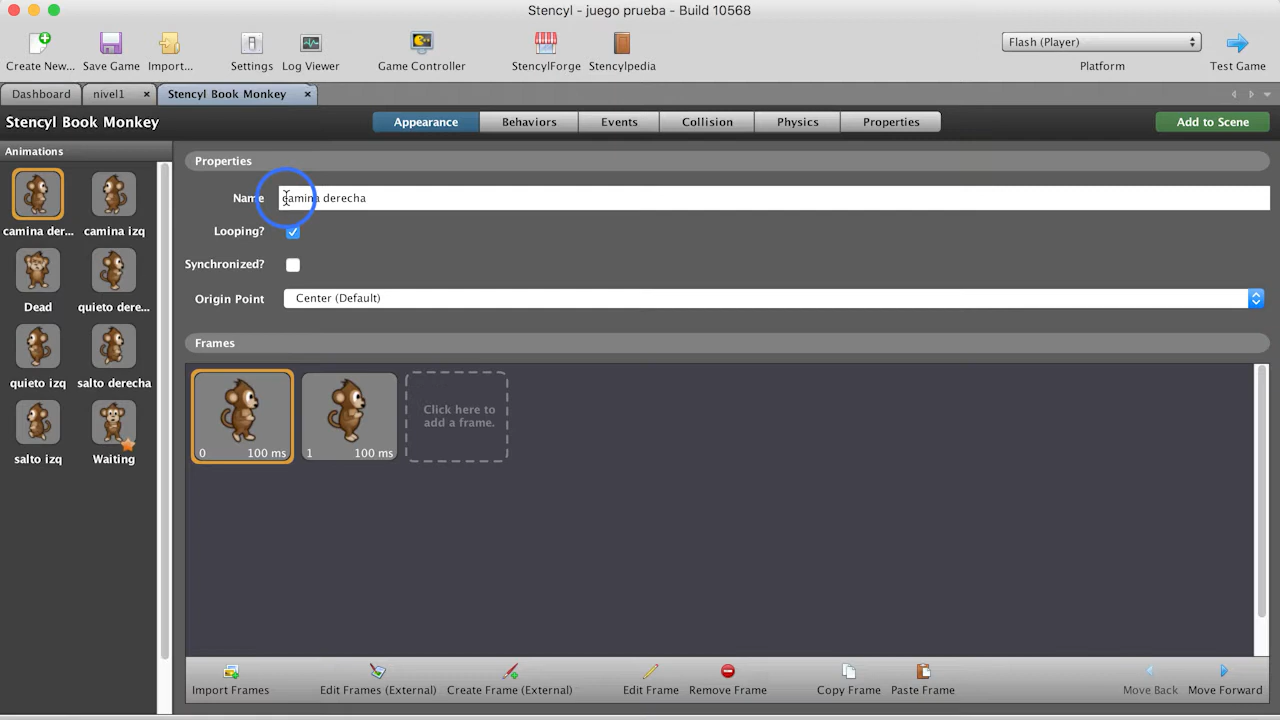 Stencyl - juego prueba - Build 10568
Create New... Save Game Import... Settings Log Viewer Game Controller StencylForge Stencylpedia Flash (Player) Platform Test Game
Dashboard nivel1 × Stencyl Book Monkey ×
Stencyl Book Monkey Appearance Behaviors Events Collision Physics Properties Add to Scene
Animations
camina der... camina izq
Dead quieto dere...
quieto izq salto derecha
salto izq Waiting
Properties
Name camina derecha
Looping?
Synchronized?
Origin Point Center (Default)
Frames
0 100 ms 1 100 ms
Click here to
add a frame.
Import Frames Edit Frames (External) Create Frame (External) Edit Frame Remove Frame Copy Frame Paste Frame Move Back Move Forward